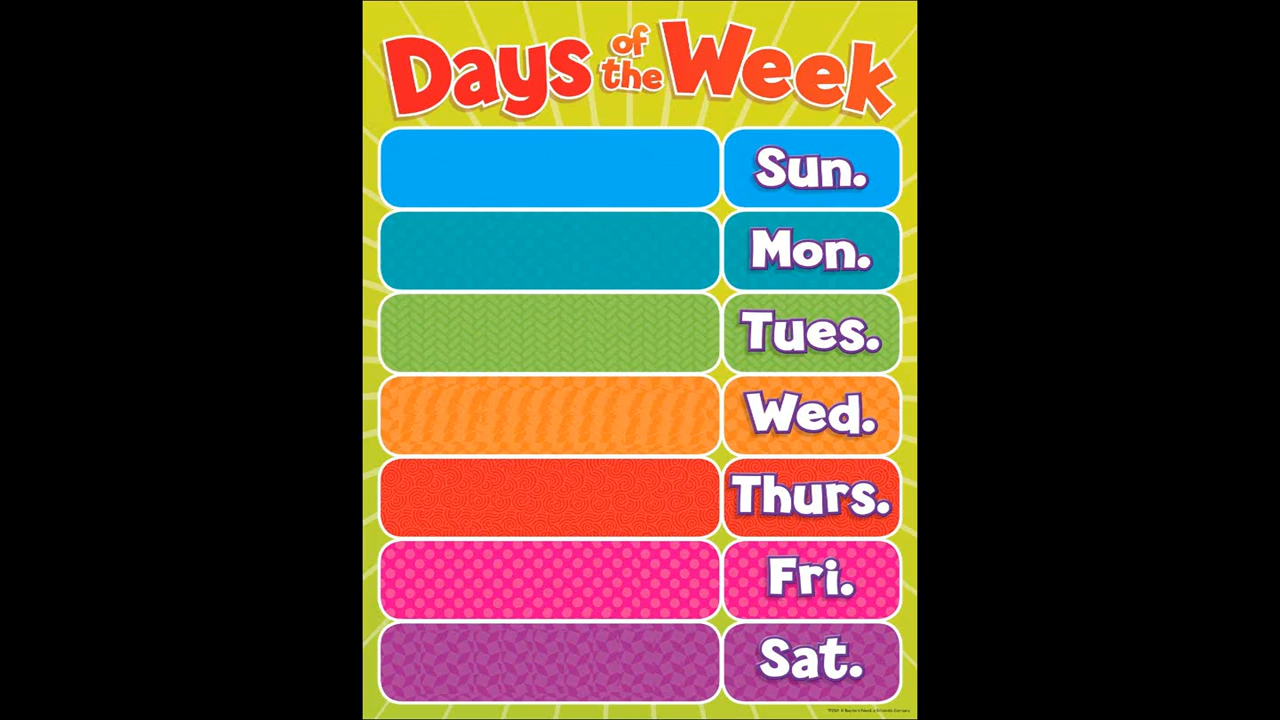 Days of the Week
Sun.
Mon.
Tues.
Wed.
Thurs.
Fri.
Sat.